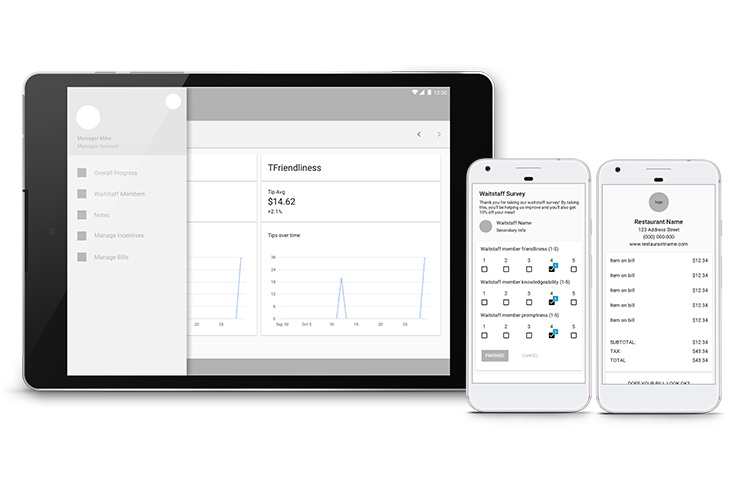 12:30
Manager Mike
Manager Account
Overall Progress
Waitstaff Members
Notes
Manage Incentives
Manage Bills
TFriendliness
Tip Avg
$14.62
+2.1%
Tips over time
30
24
18
12
6
0
20
25
Sep 30
Oct 5
10
15
20
25
Waitstaff Survey
Thank you for taking our waitstaff survey! By taking
this, you'll be helping us improve and you'll also get
10% off your meal!
Waitstaff Name
Secondary info
Waitstaff member friendliness (1-5)
1 2 3 4 5
Waitstaff member knowledgeability (1-5)
1 2 3 4 5
Waitstaff member promptness (1-5)
1 2 3 4 5
FINISHED CANCEL
logo
Restaurant Name
123 Address Street
(000) 000-000
www.restaurantname.com
Item on bill $12.34
Item on bill $12.34
Item on bill $12.34
Item on bill $12.34
Item on bill $12.34
SUBTOTAL: $12.34
TAX: $43.34
TOTAL $43.34
DOES YOUR BILL LOOK OK?